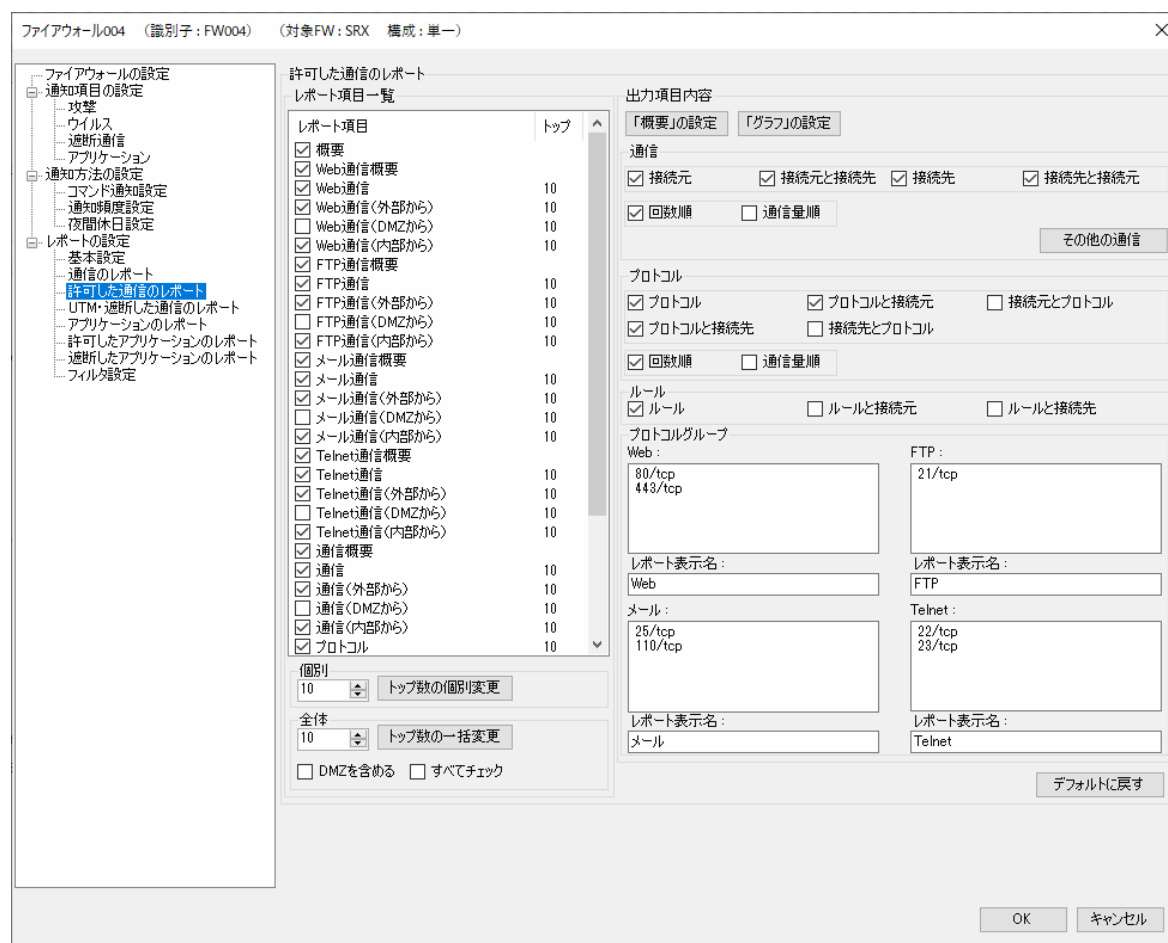 ファイアウォール004　(識別子：FW004)　　(対象FW：SRX　構成：単一)
ファイアウォールの設定
通知項目の設定
攻撃
ウイルス
遮断通信
アプリケーション
通知方法の設定
コマンド通知設定
通知頻度設定
夜間休日設定
レポートの設定
基本設定
通信のレポート
許可した通信のレポート
UTM・遮断した通信のレポート
アプリケーションのレポート
許可したアプリケーションのレポート
遮断したアプリケーションのレポート
フィルタ設定
許可した通信のレポート
レポート項目一覧
レポート項目 トップ
概要
Web通信概要
Web通信 10
Web通信(外部から) 10
Web通信(DMZから) 10
Web通信(内部から) 10
FTP通信概要
FTP通信 10
FTP通信(外部から) 10
FTP通信(DMZから) 10
FTP通信(内部から) 10
メール通信概要
メール通信 10
メール通信(外部から) 10
メール通信(DMZから) 10
メール通信(内部から) 10
Telnet通信概要
Telnet通信 10
Telnet通信(外部から) 10
Telnet通信(DMZから) 10
Telnet通信(内部から) 10
通信概要
通信 10
通信(外部から) 10
通信(DMZから) 10
通信(内部から) 10
プロトコル 10
個別
10 トップ数の個別変更
全体
10 トップ数の一括変更
DMZを含める すべてチェック
出力項目内容
「概要」の設定 「グラフ」の設定
通信
接続元 接続元と接続先 接続先 接続先と接続元
回数順 通信量順
その他の通信
プロトコル
プロトコル プロトコルと接続元 接続元とプロトコル
プロトコルと接続先 接続先とプロトコル
回数順 通信量順
ルール
ルール ルールと接続元 ルールと接続先
プロトコルグループ
Web： FTP：
80/tcp 21/tcp
443/tcp
レポート表示名： レポート表示名：
Web FTP
メール： Telnet：
25/tcp 22/tcp
110/tcp 23/tcp
レポート表示名： レポート表示名：
メール Telnet
デフォルトに戻す
OK キャンセル